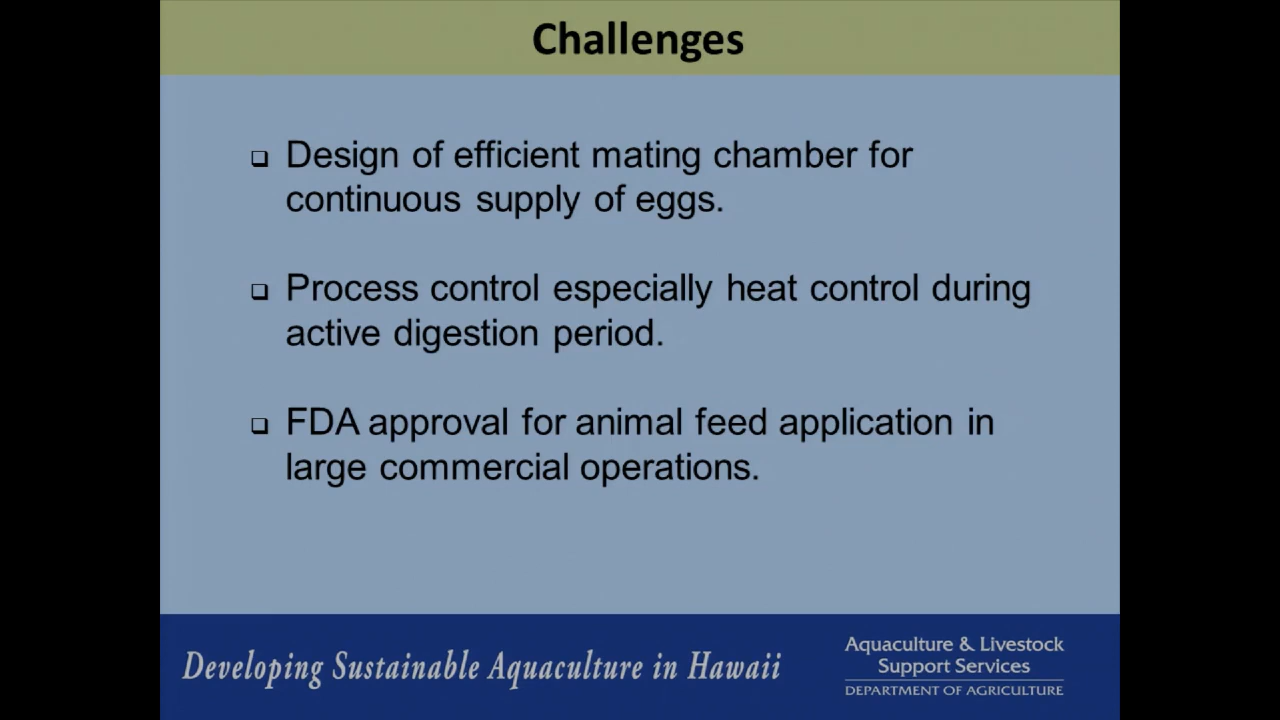 Challenges
❑ Design of efficient mating chamber for
continuous supply of eggs.
❑ Process control especially heat control during
active digestion period.
❑ FDA approval for animal feed application in
large commercial operations.
Developing Sustainable Aquaculture in Hawaii
Aquaculture & Livestock
Support Services
DEPARTMENT OF AGRICULTURE